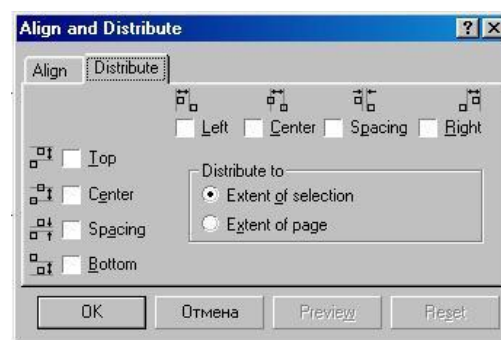 Align and Distribute
Align Distribute
Left Center Spacing Right
Top
Center
Spacing
Bottom
Distribute to
Extent of selection
Extent of page
OK Отмена Preview Reset